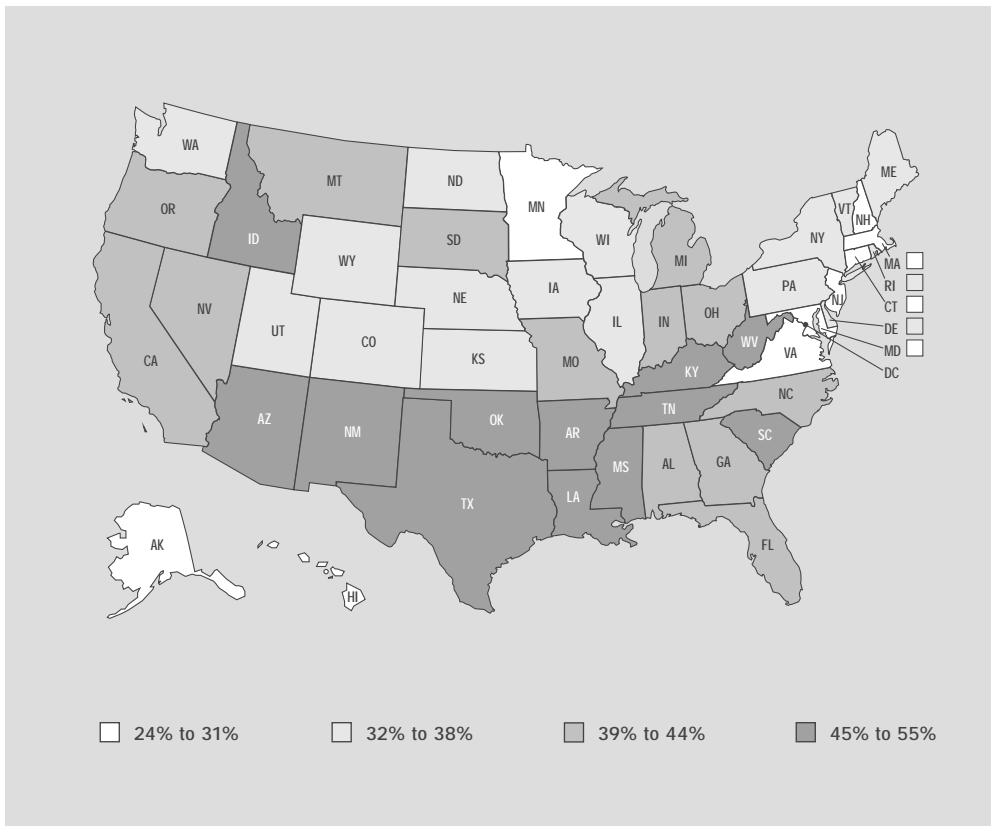 WA
MT
ND
MN
ME
VT
NH
OR
ID
SD
WI
NY
MI
MA
WY
RI
IA
PA
NE
NJ
CT
NV
OH
IL
IN
DE
UT
CO
WV
MD
VA
CA
KS
MO
KY
DC
NC
TN
AZ
OK
NM
AR
SC
MS
AL
GA
LA
TX
FL
AK
HI
24% to 31%
32% to 38%
39% to 44%
45% to 55%